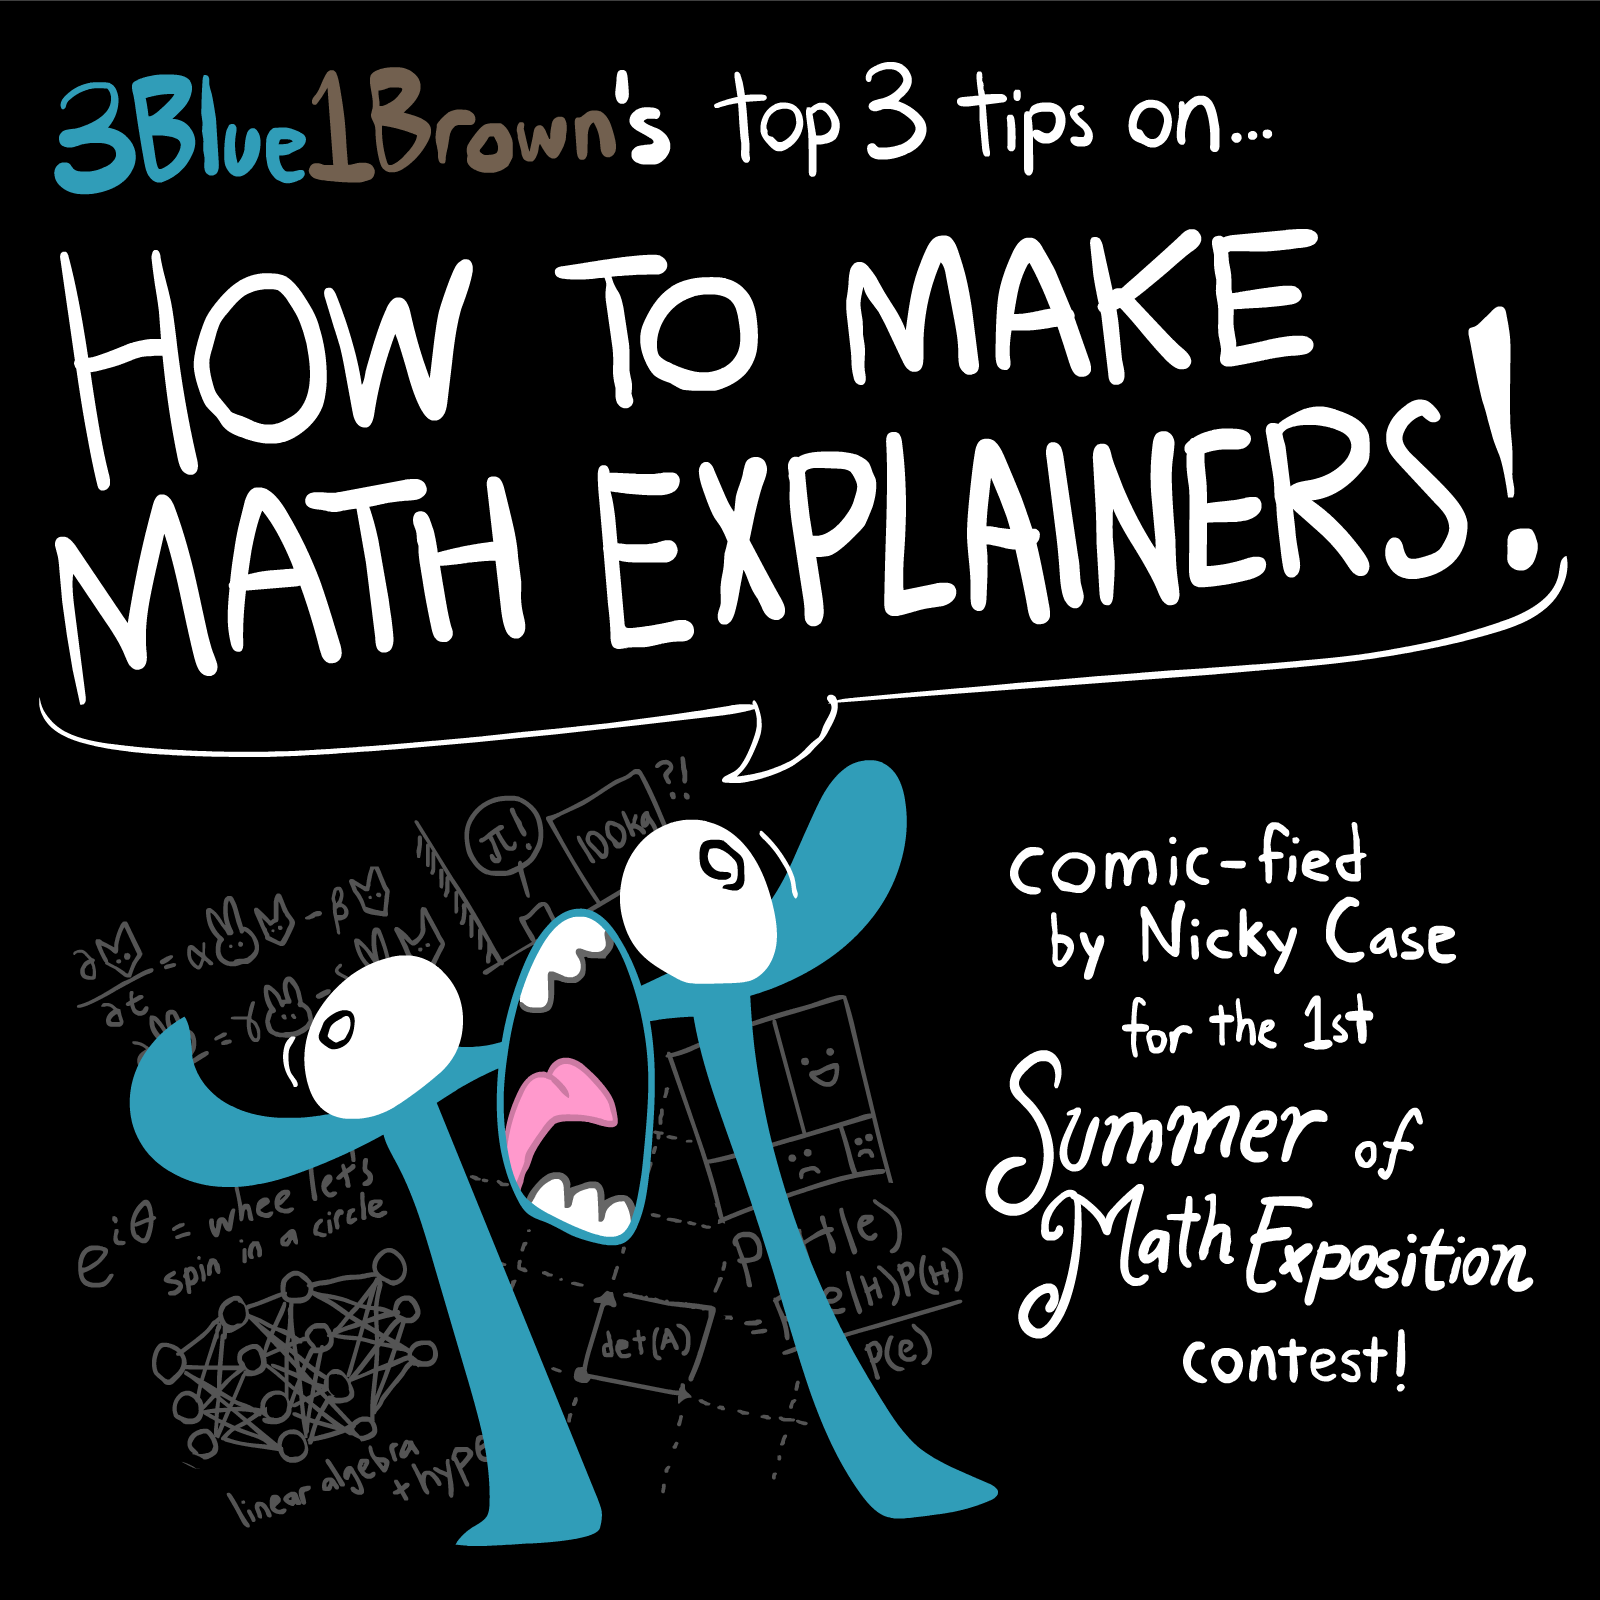 3Blue1Brown's top 3 tips on...
HOW TO MAKE
MATH EXPLAINERS!
comic-fied
by Nicky Case
for the 1st
Summer of
Math Exposition
contest!
π!
100kg
?!
∂
∂t
= α
- β
= γ
e^iθ = whee let's
spin in a circle
linear algebra
+ hype
det(A)
P(H|e)
= P(e|H)P(H)
P(e)